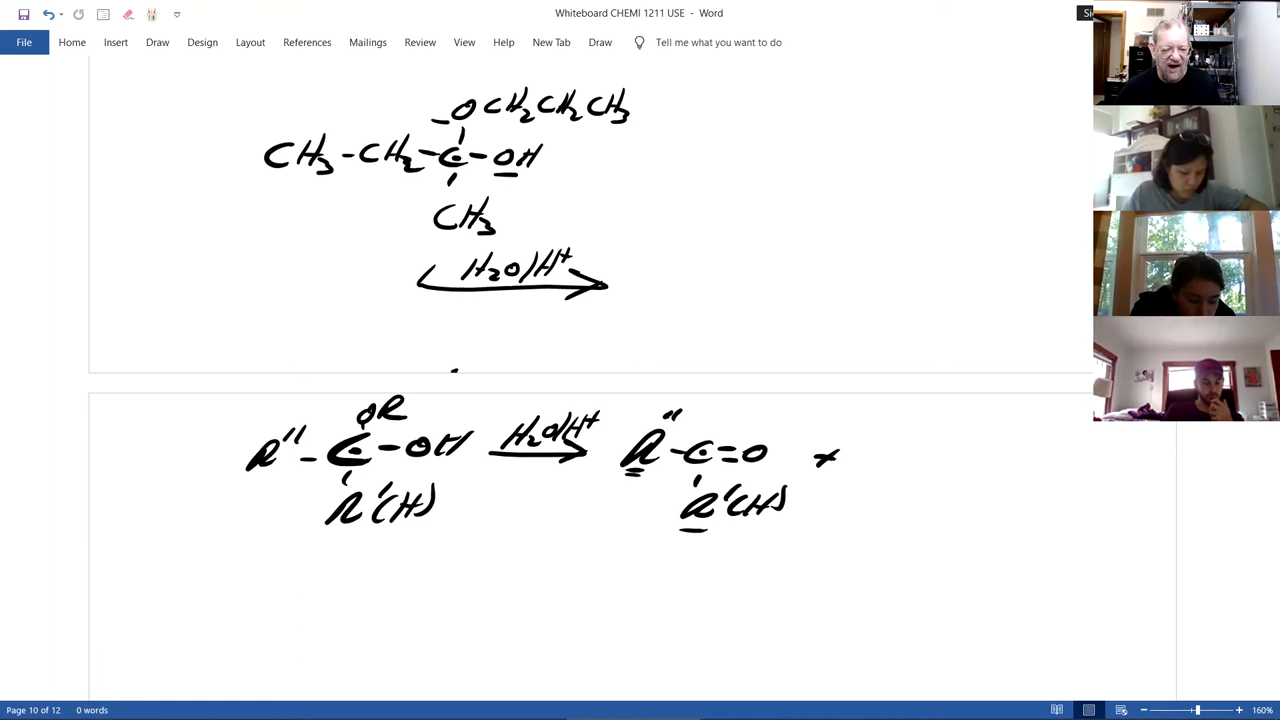 Whiteboard CHEMI 1211 USE - Word
File Home Insert Draw Design Layout References Mailings Review View Help New Tab Draw Tell me what you want to do
OCH₂CH₂CH₃
CH₃-CH₂-C-OH
CH₃
H₂O/H⁺
OR
R"-C-OH H₂O/H⁺ R"-C=O +
R'(H) R'(H)
Page 10 of 12 0 words 160%